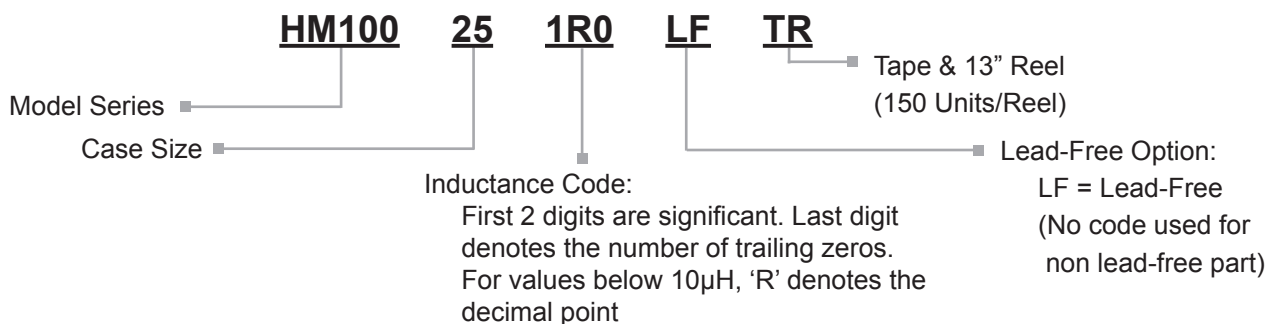 HM100 25 1R0 LF TR
Tape & 13” Reel
(150 Units/Reel)
Model Series
Case Size
Inductance Code:
First 2 digits are significant. Last digit
denotes the number of trailing zeros.
For values below 10µH, ‘R’ denotes the
decimal point
Lead-Free Option:
LF = Lead-Free
(No code used for
non lead-free part)